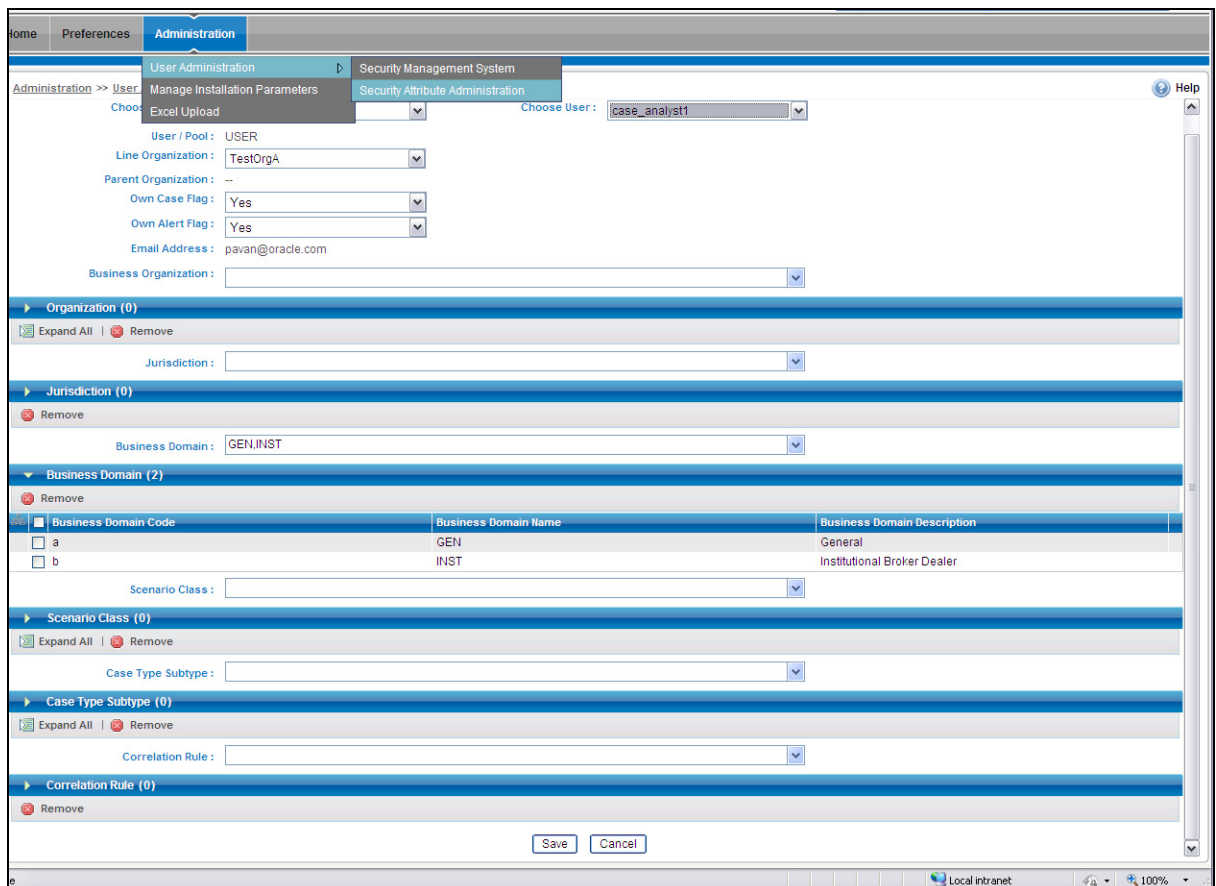 Home Preferences Administration
User Administration Security Management System
Administration >> User Manage Installation Parameters Security Attribute Administration Help
Choos Excel Upload Choose User : case_analyst1
User / Pool : USER
Line Organization : TestOrgA
Parent Organization : --
Own Case Flag : Yes
Own Alert Flag : Yes
Email Address : pavan@oracle.com
Business Organization :
Organization (0)
Expand All | Remove
Jurisdiction :
Jurisdiction (0)
Remove
Business Domain : GEN,INST
Business Domain (2)
Remove
Business Domain Code Business Domain Name Business Domain Description
a GEN General
b INST Institutional Broker Dealer
Scenario Class :
Scenario Class (0)
Expand All | Remove
Case Type Subtype :
Case Type Subtype (0)
Expand All | Remove
Correlation Rule :
Correlation Rule (0)
Remove
Save Cancel
e Local intranet 100%